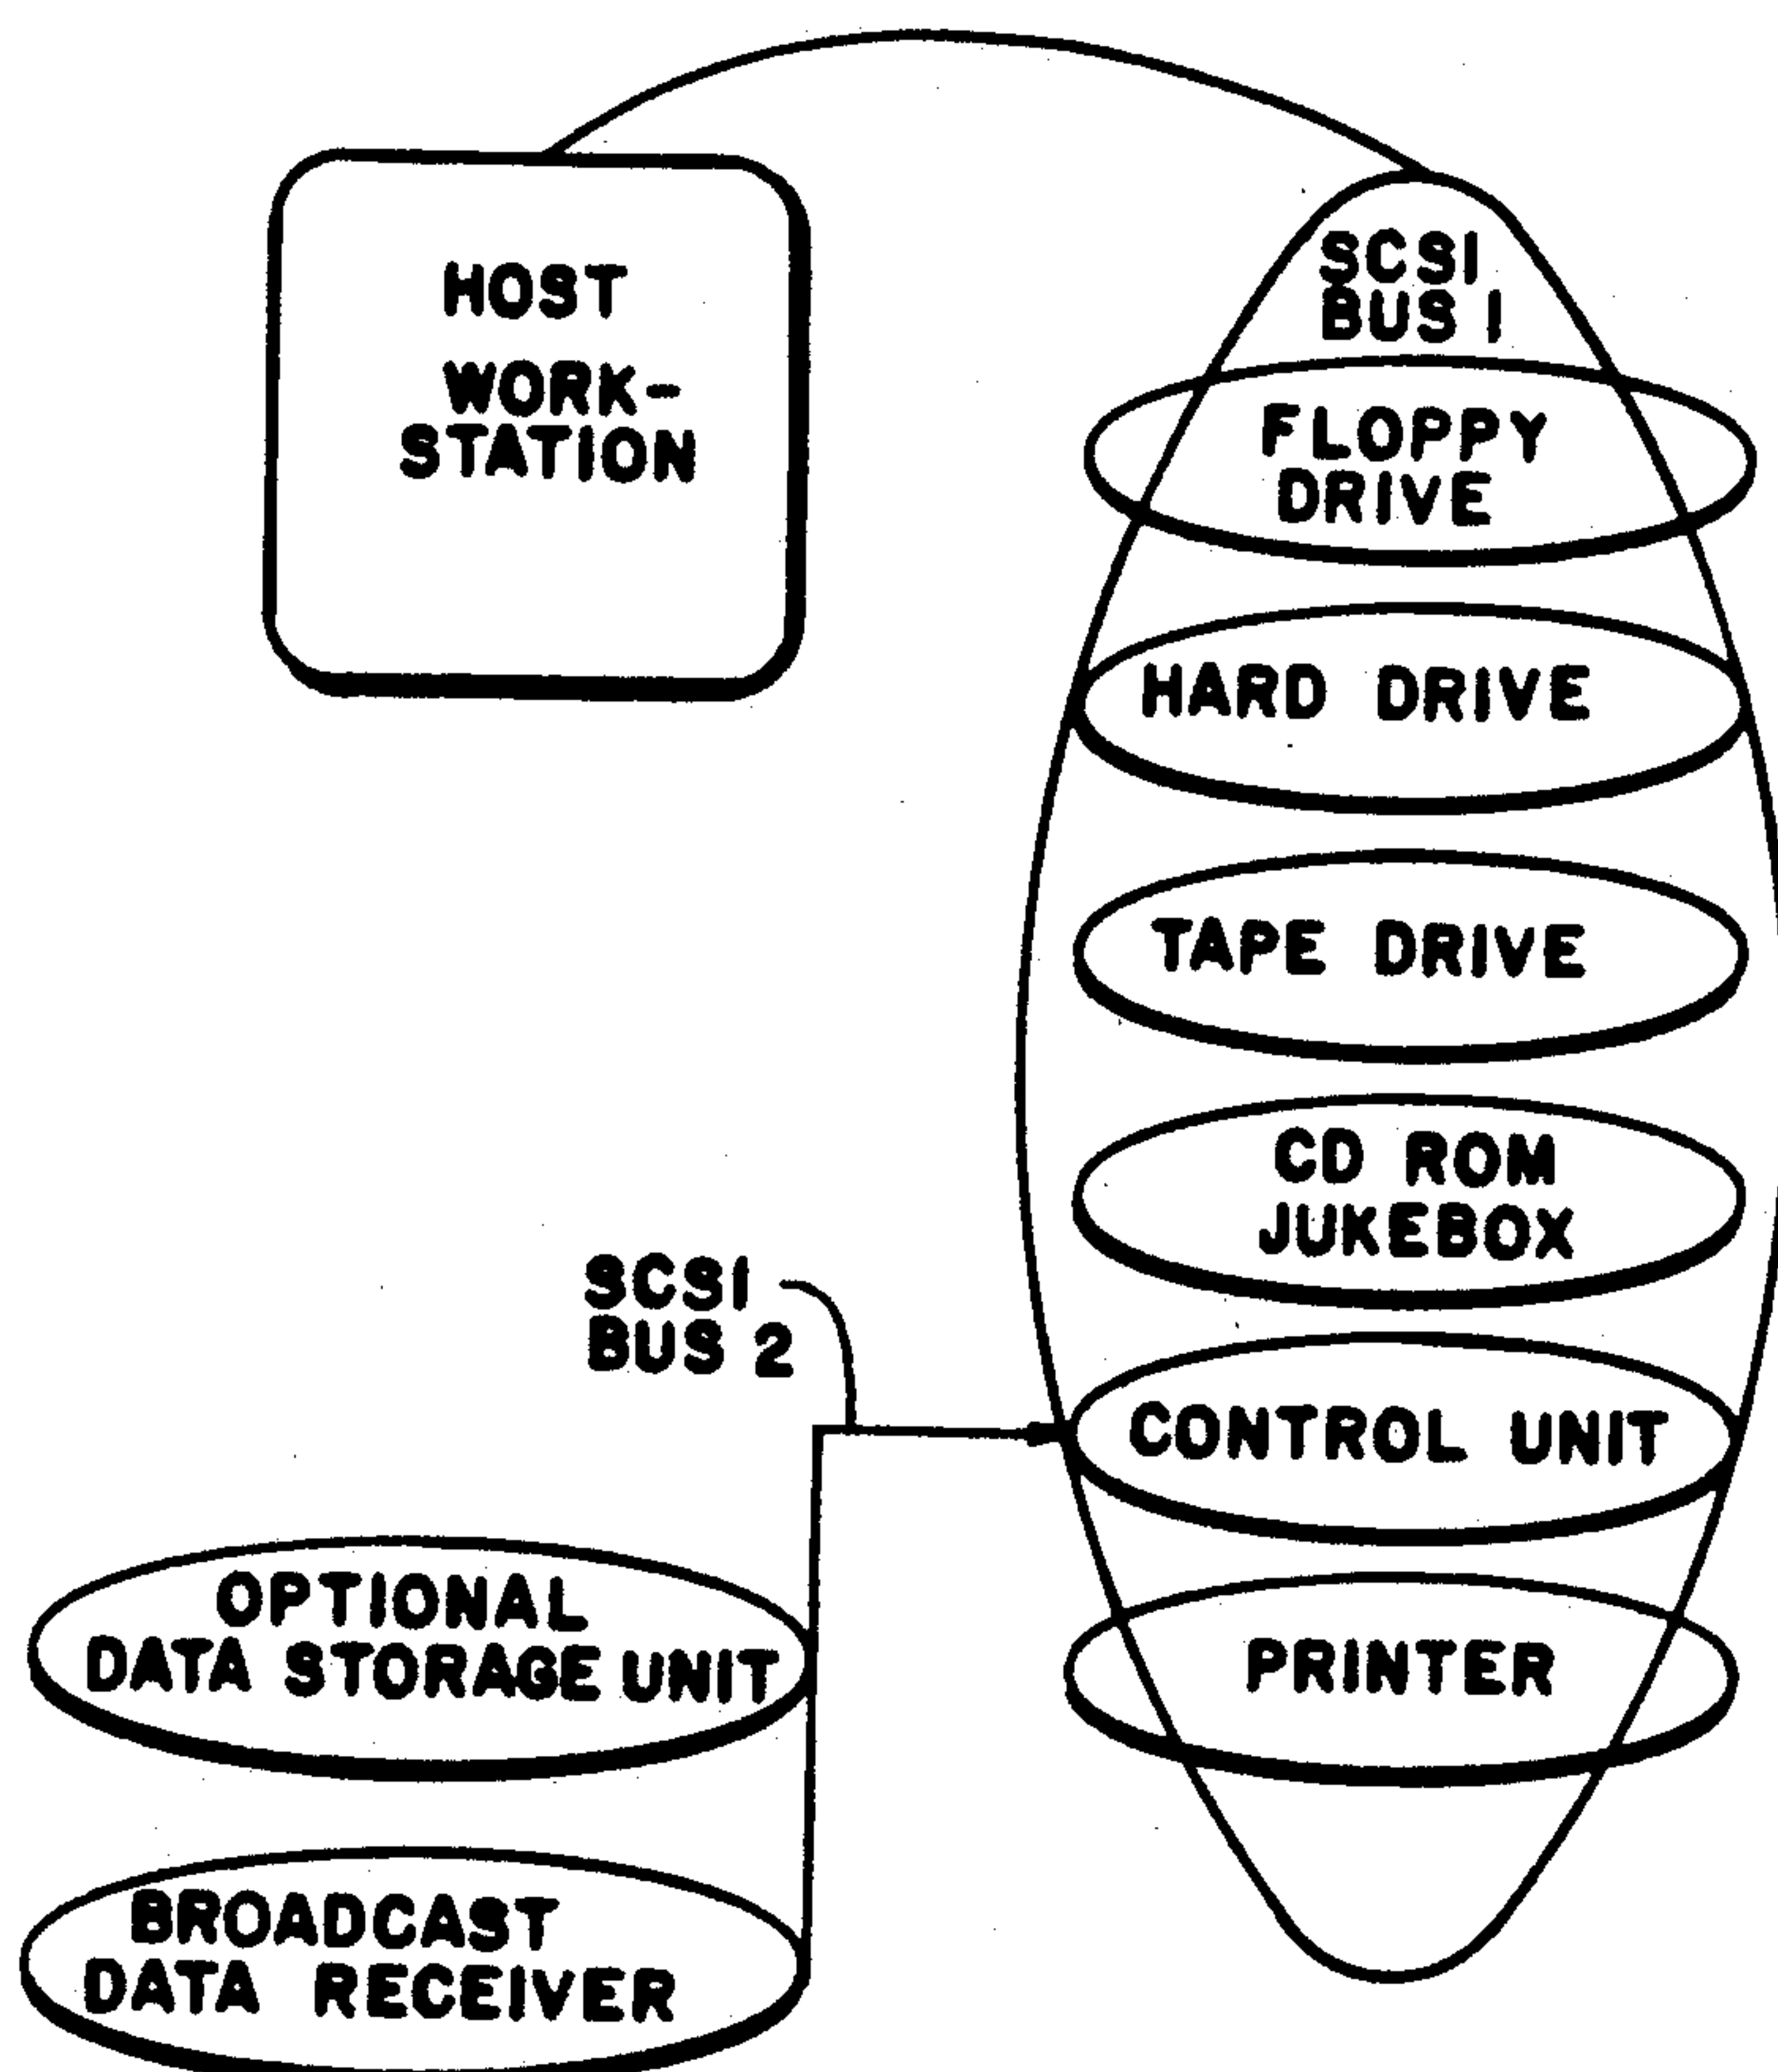 HOST
WORK-
STATION
SCSI
BUS 1
FLOPPY
DRIVE
HARD DRIVE
TAPE DRIVE
CD ROM
JUKEBOX
SCSI
BUS 2
CONTROL UNIT
OPTIONAL
DATA STORAGE UNIT
PRINTER
BROADCAST
DATA RECEIVER